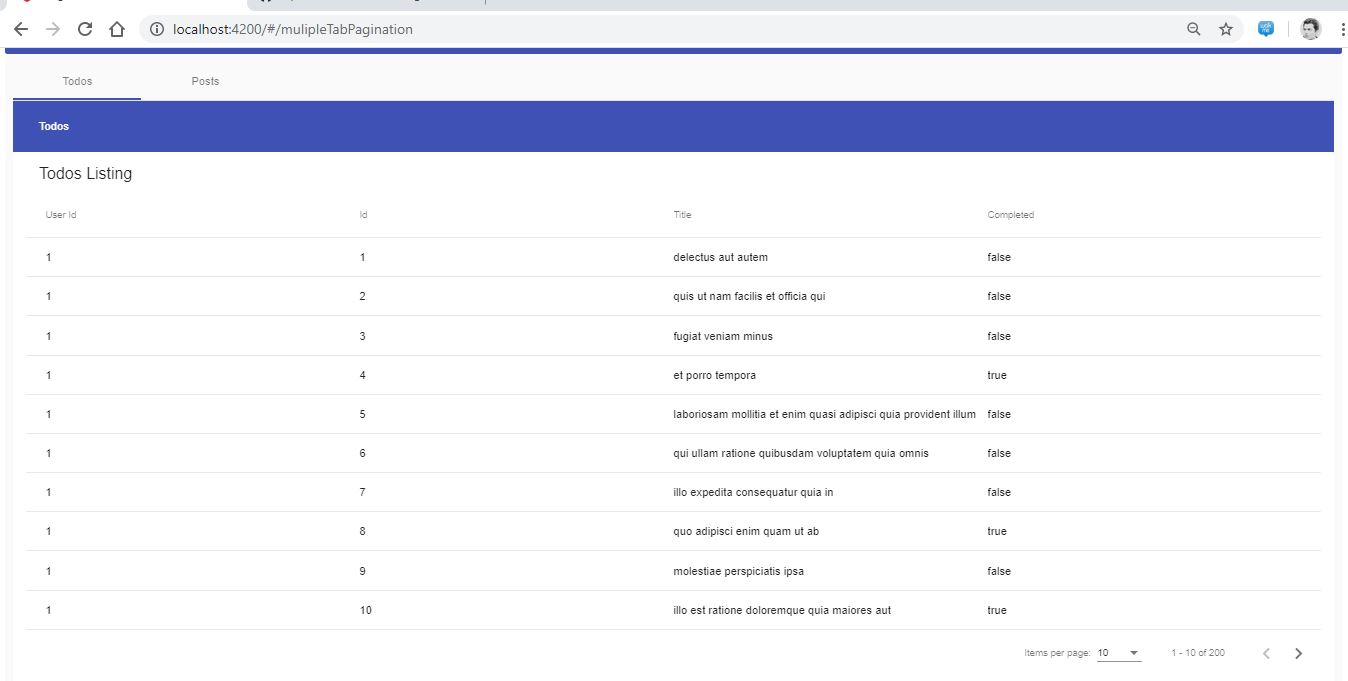 localhost:4200/#/mulipleTabPagination
Todos Posts
Todos
Todos Listing
User Id Id Title Completed
1 1 delectus aut autem false
1 2 quis ut nam facilis et officia qui false
1 3 fugiat veniam minus false
1 4 et porro tempora true
1 5 laboriosam mollitia et enim quasi adipisci quia provident illum false
1 6 qui ullam ratione quibusdam voluptatem quia omnis false
1 7 illo expedita consequatur quia in false
1 8 quo adipisci enim quam ut ab true
1 9 molestiae perspiciatis ipsa false
1 10 illo est ratione doloremque quia maiores aut true
Items per page: 10 1 - 10 of 200